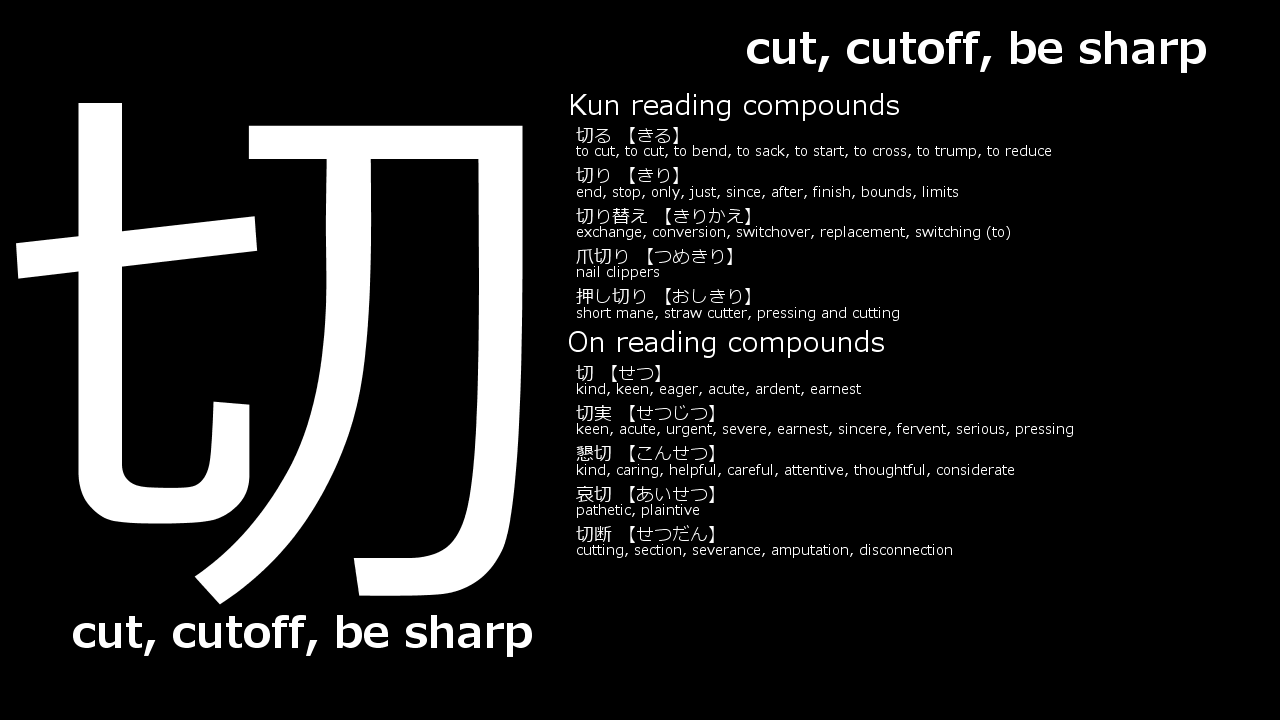 cut, cutoff, be sharp
切
cut, cutoff, be sharp
Kun reading compounds
切る 【きる】
to cut, to cut, to bend, to sack, to start, to cross, to trump, to reduce
切り 【きり】
end, stop, only, just, since, after, finish, bounds, limits
切り替え 【きりかえ】
exchange, conversion, switchover, replacement, switching (to)
爪切り 【つめきり】
nail clippers
押し切り 【おしきり】
short mane, straw cutter, pressing and cutting
On reading compounds
切 【せつ】
kind, keen, eager, acute, ardent, earnest
切実 【せつじつ】
keen, acute, urgent, severe, earnest, sincere, fervent, serious, pressing
懇切 【こんせつ】
kind, caring, helpful, careful, attentive, thoughtful, considerate
哀切 【あいせつ】
pathetic, plaintive
切断 【せつだん】
cutting, section, severance, amputation, disconnection